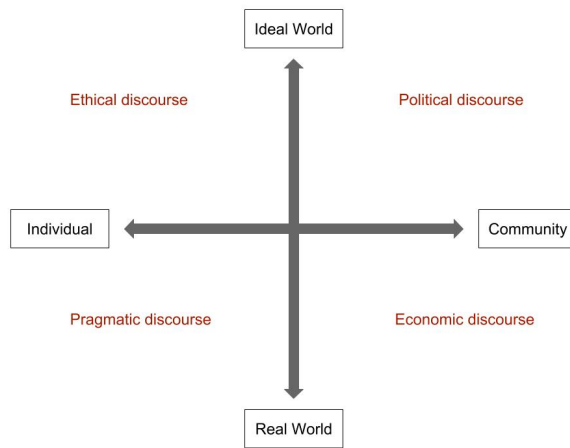 Ideal World
Ethical discourse
Political discourse
Individual
Community
Pragmatic discourse
Economic discourse
Real World